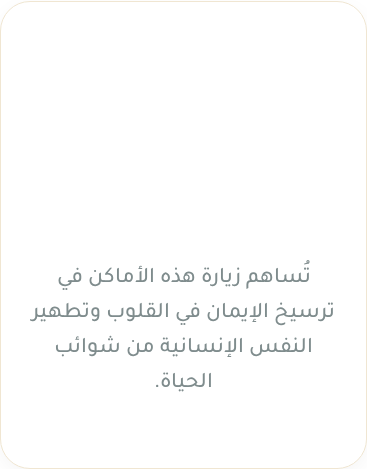 تُساهم زيارة هذه الأماكن في
ترسيخ الإيمان في القلوب وتطهير
النفس الإنسانية من شوائب
الحياة.